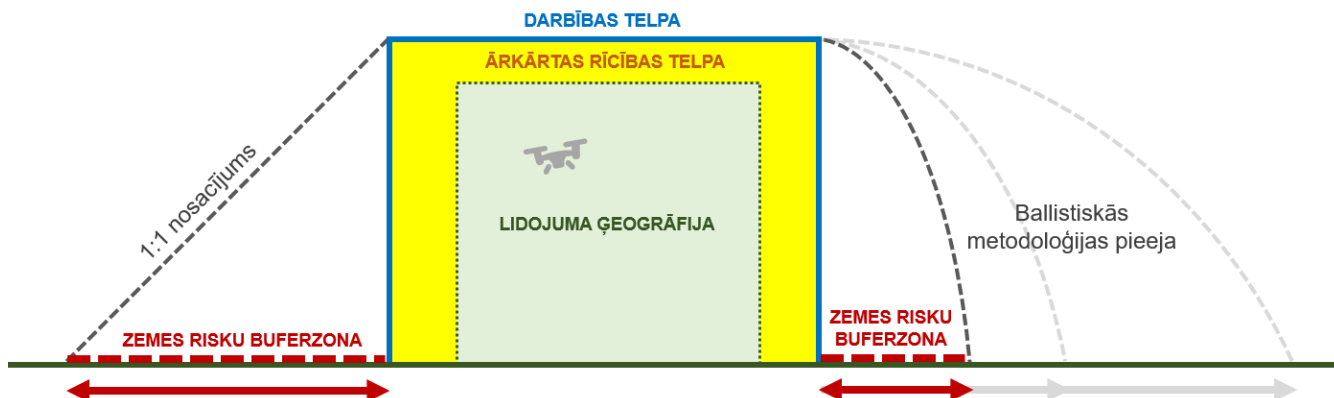 DARBĪBAS TELPA
ĀRKĀRTAS RĪCĪBAS TELPA
1:1 nosacījums
LIDOJUMA ĢEOGRĀFIJA
Ballistiskās
metodoloģijas pieeja
ZEMES RISKU BUFERZONA
ZEMES RISKU
BUFERZONA